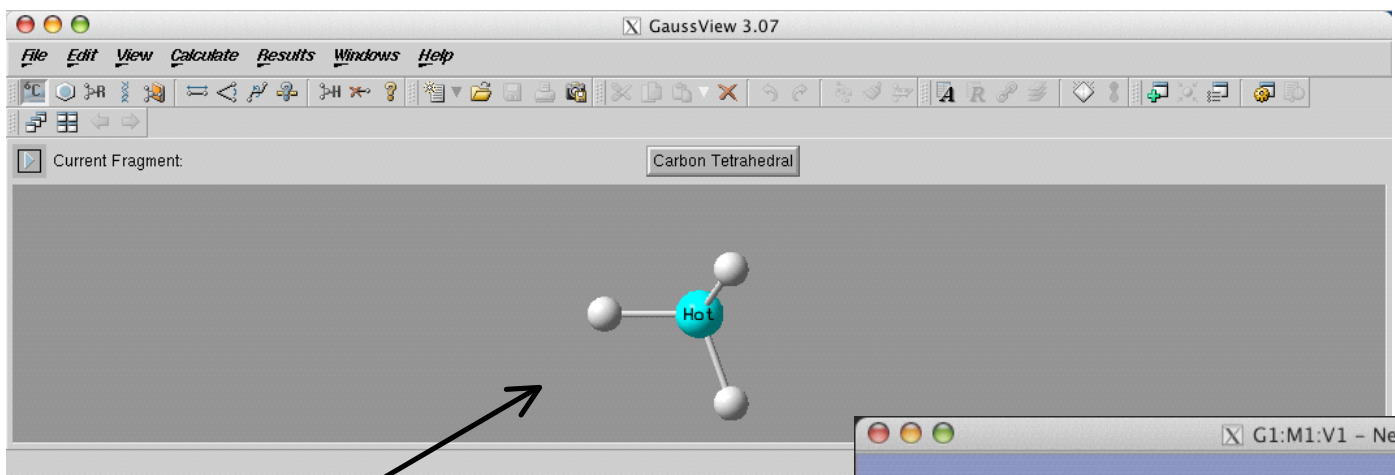 GaussView 3.07
File Edit View Calculate Results Windows Help
Current Fragment:
Carbon Tetrahedral
Hot
G1:M1:V1 – Ne